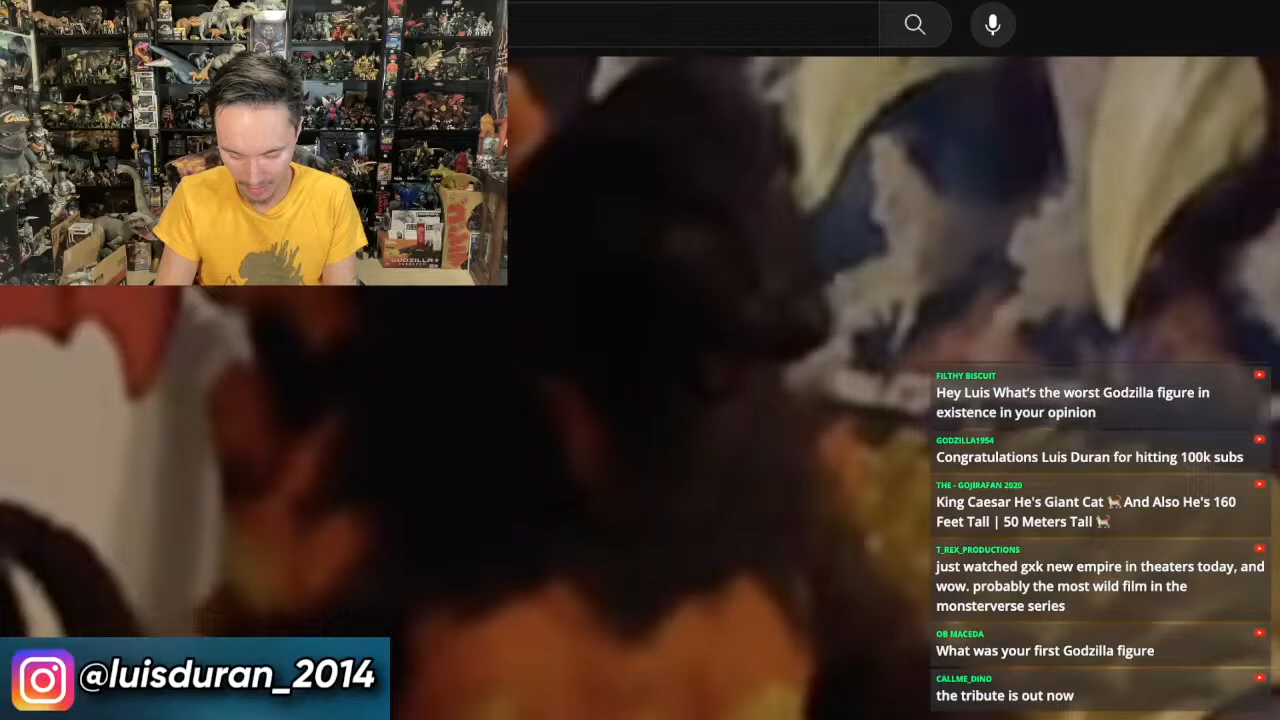 FILTHY BISCUIT
Hey Luis What's the worst Godzilla figure in
existence in your opinion
GODZILLA1954
Congratulations Luis Duran for hitting 100k subs
THE - GOJIRAFAN 2020
King Caesar He's Giant Cat 🐈And Also He's 160
Feet Tall | 50 Meters Tall 🐈
T_REX_PRODUCTIONS
just watched gxk new empire in theaters today, and
wow. probably the most wild film in the
monsterverse series
OB MACEDA
What was your first Godzilla figure
CALLME_DINO
the tribute is out now
@luisduran_2014
GODZILLA